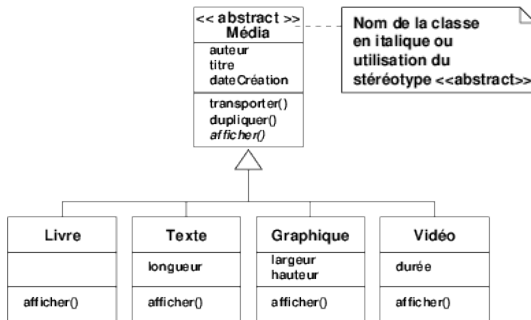 << abstract >>
Média
auteur
titre
dateCréation
transporter()
dupliquer()
afficher()
Nom de la classe
en italique ou
utilisation du
stéréotype <<abstract>>
Livre
afficher()
Texte
longueur
afficher()
Graphique
largeur
hauteur
afficher()
Vidéo
durée
afficher()